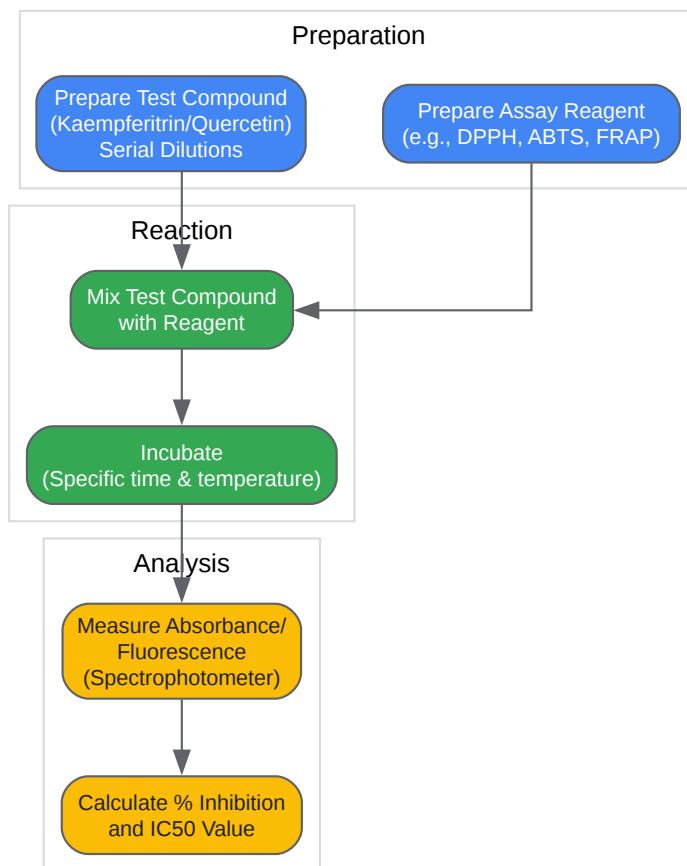 Preparation
Prepare Test Compound
(Kaempferitrin/Quercetin)
Serial Dilutions
Prepare Assay Reagent
(e.g., DPPH, ABTS, FRAP)
Reaction
Mix Test Compound
with Reagent
Incubate
(Specific time & temperature)
Analysis
Measure Absorbance/
Fluorescence
(Spectrophotometer)
Calculate % Inhibition
and IC50 Value